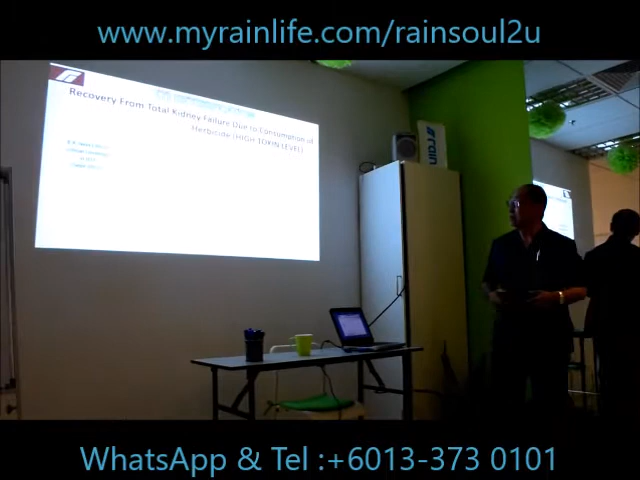 www.myrainlife.com/rainsoul2u
Recovery From Total Kidney Failure Due to Consumption of
Herbicide (HIGH TOXIN LEVEL)
rain
WhatsApp & Tel :+6013-373 0101